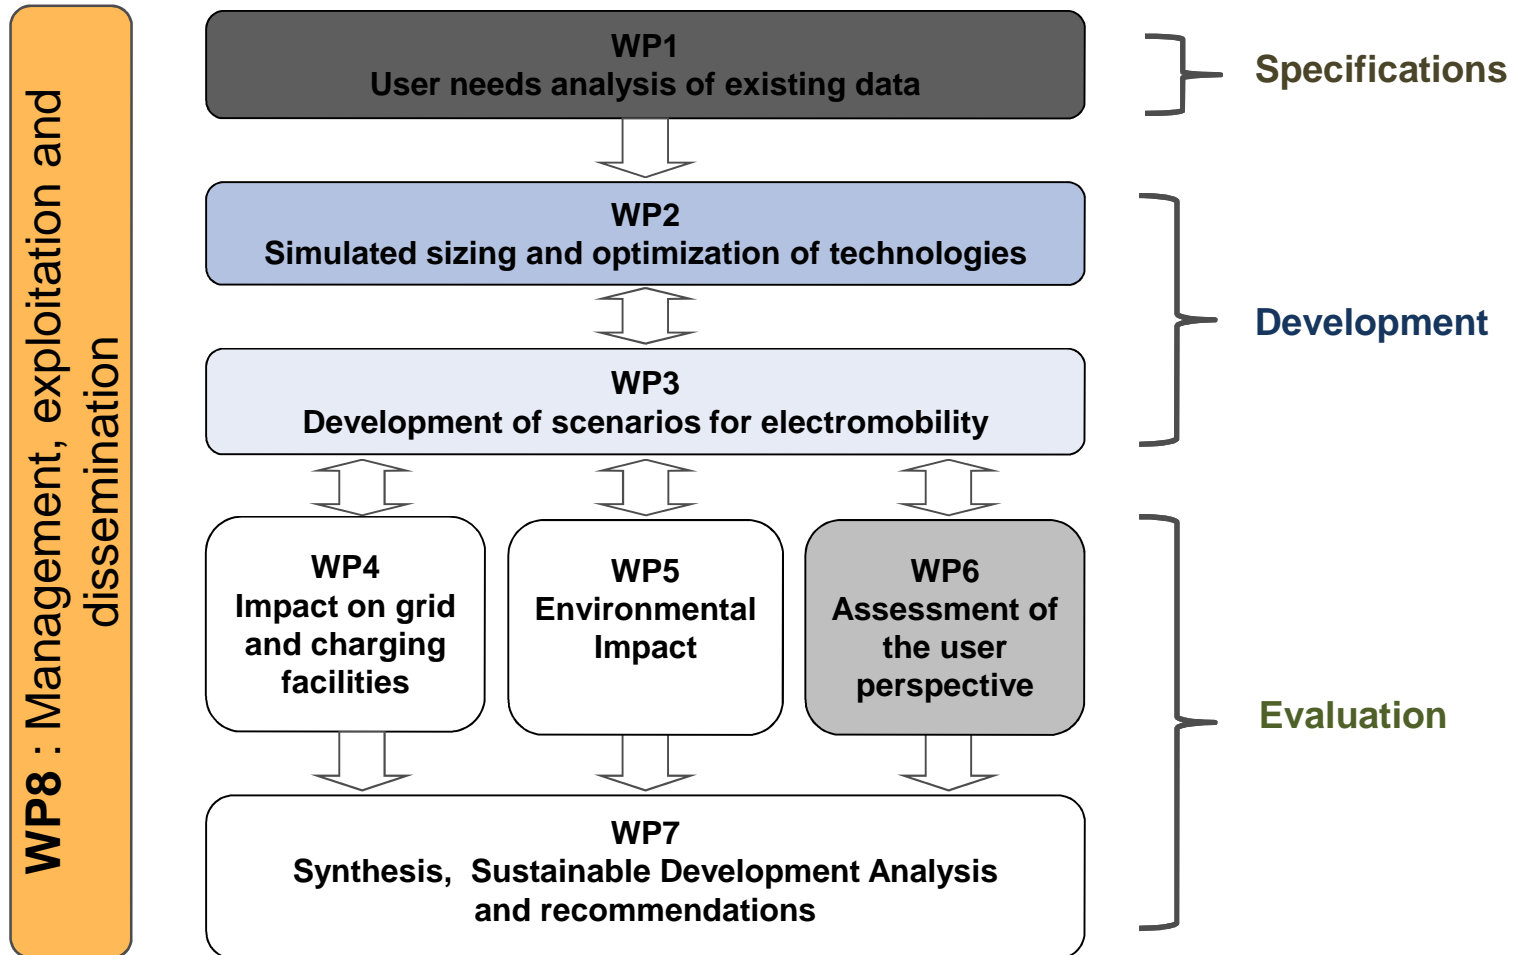 WP8 : Management, exploitation and
dissemination
WP1
User needs analysis of existing data
Specifications
WP2
Simulated sizing and optimization of technologies
Development
WP3
Development of scenarios for electromobility
WP4
Impact on grid
and charging
facilities
WP5
Environmental
Impact
WP6
Assessment of
the user
perspective
Evaluation
WP7
Synthesis, Sustainable Development Analysis
and recommendations